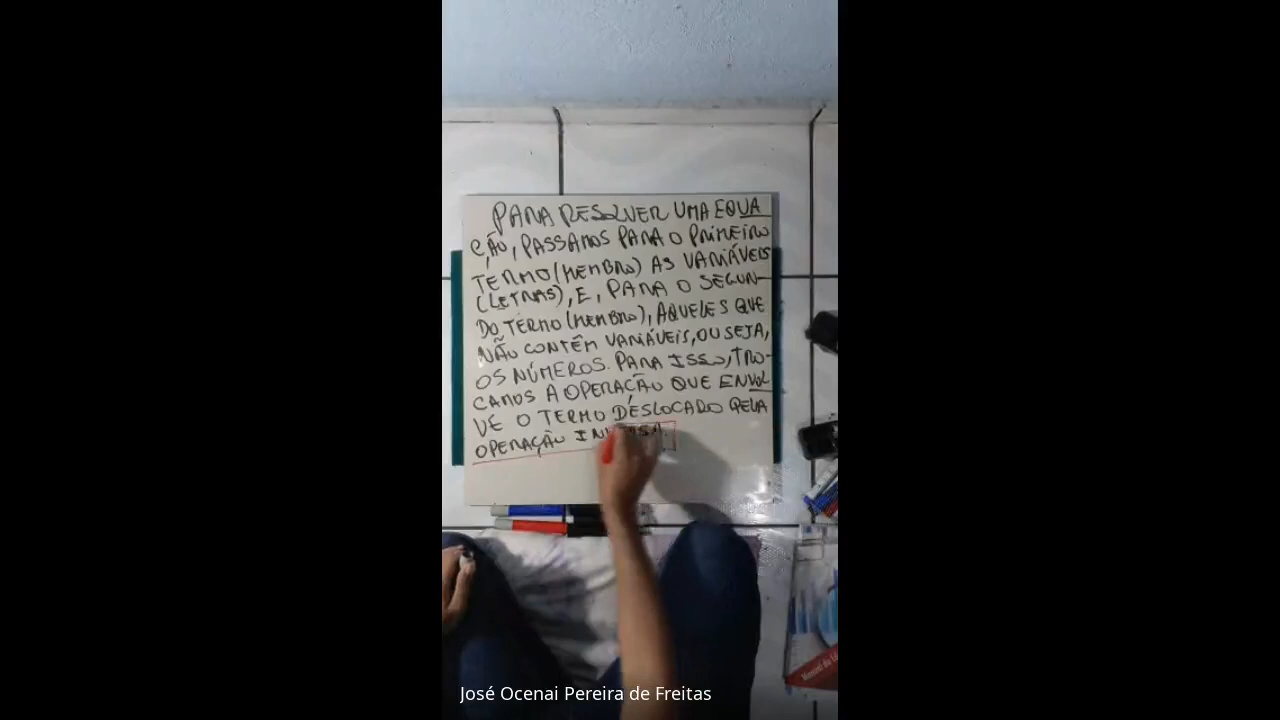 PARA RESOLVER UMA EQUA
ÇÃO, PASSAMOS PARA O PRIMEIRO
TERMO (MEMBRO) AS VARIÁVEIS
(LETRAS), E, PARA O SEGUN-
DO TERMO (MEMBRO), AQUELES QUE
NÃO CONTÊM VARIÁVEIS, OU SEJA,
OS NÚMEROS. PARA ISSO, TRO-
CAMOS A OPERAÇÃO QUE ENVOL
VE O TERMO DESLOCADO PELA
OPERAÇÃO
José Ocenai Pereira de Freitas